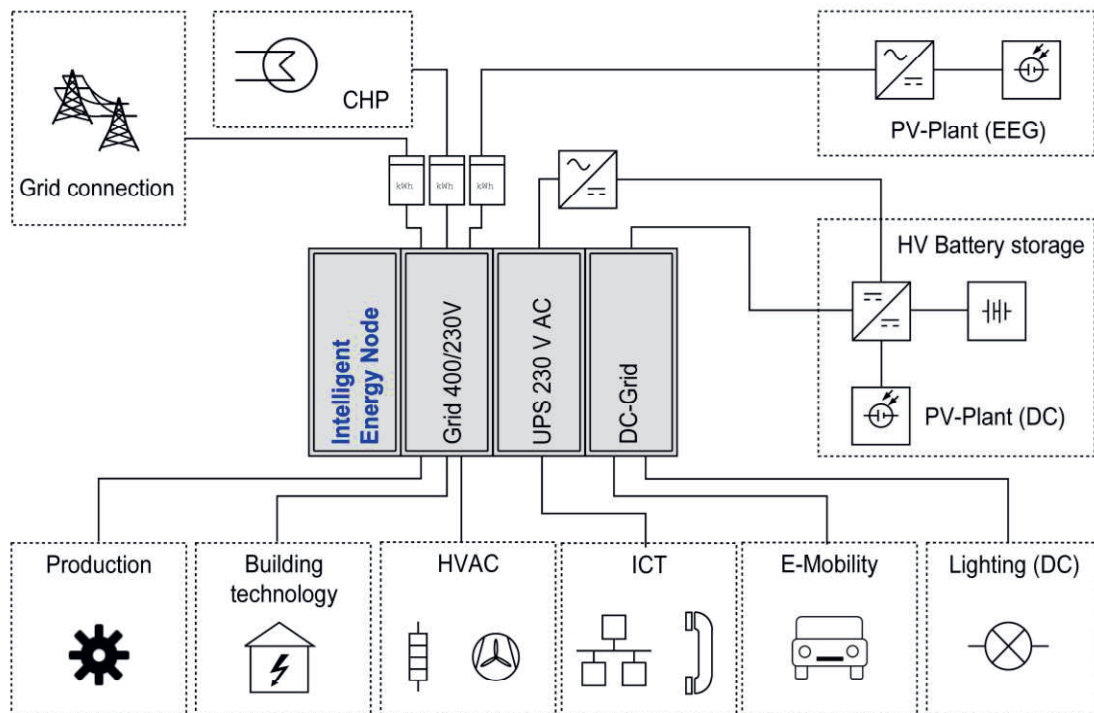 CHP
PV-Plant (EEG)
Grid connection
kWh
kWh
kWh
HV Battery storage
Intelligent
Energy Node
Grid 400/230V
UPS 230 V AC
DC-Grid
PV-Plant (DC)
Production
Building
technology
HVAC
ICT
E-Mobility
Lighting (DC)